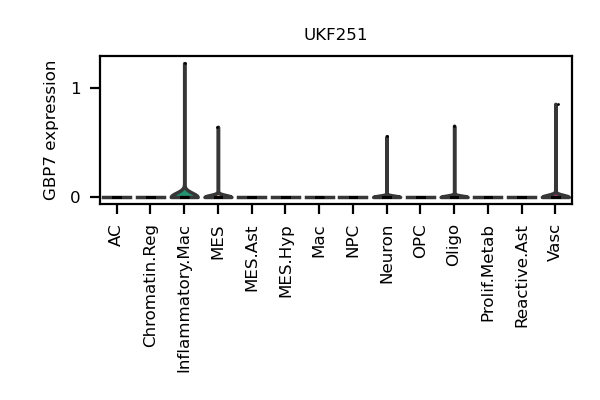 UKF251
GBP7 expression
1
0
AC
Chromatin.Reg
Inflammatory.Mac
MES
MES.Ast
MES.Hyp
Mac
NPC
Neuron
OPC
Oligo
Prolif.Metab
Reactive.Ast
Vasc